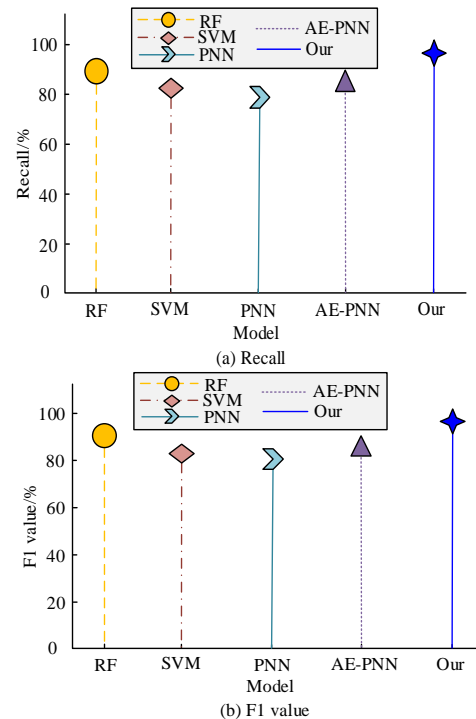 RF
SVM
PNN
AE-PNN
Our
100
80
60
40
20
0
Recall/%
RF SVM PNN AE-PNN Our
Model
(a) Recall
RF
SVM
PNN
AE-PNN
Our
100
80
60
40
20
0
F1 value/%
RF SVM PNN AE-PNN Our
Model
(b) F1 value